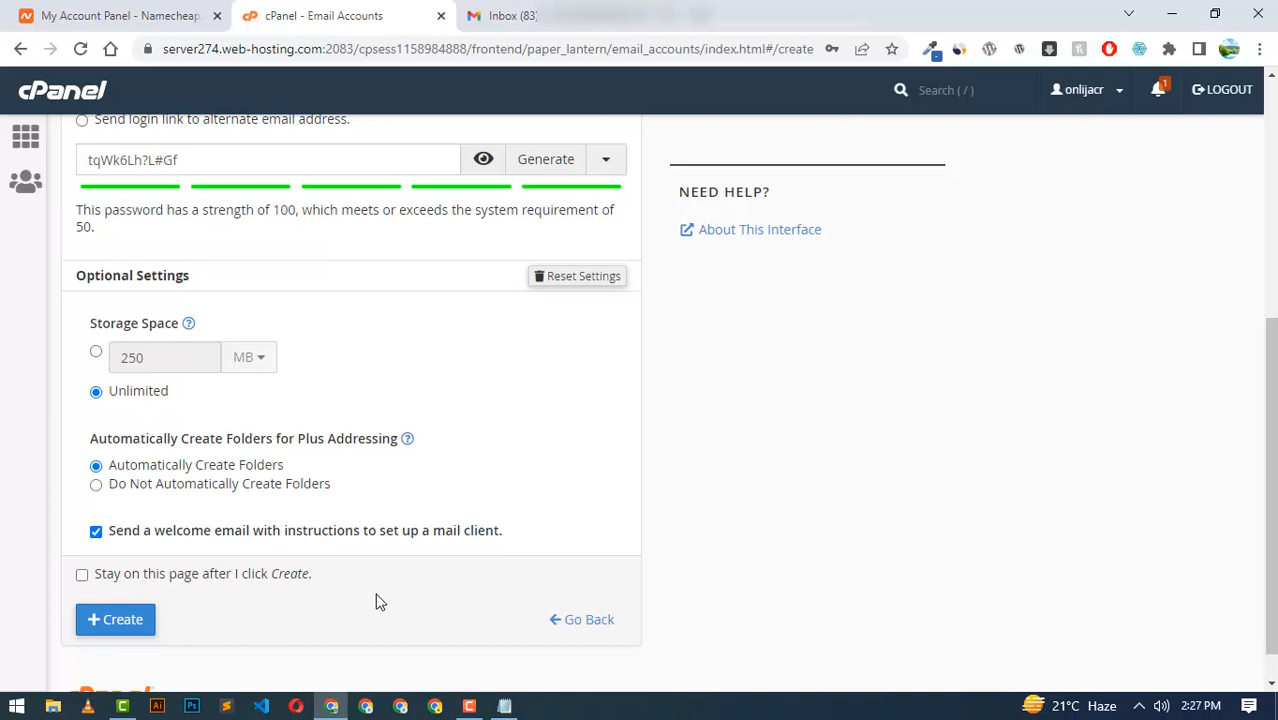 My Account Panel - Namecheap
cPanel - Email Accounts
Inbox (83)
server274.web-hosting.com:2083/cpsess1158984888/frontend/paper_lantern/email_accounts/index.html#/create
cPanel
Search ( / )
onlijacr
1
LOGOUT
Send login link to alternate email address.
tqWk6Lh?L#Gf
Generate
This password has a strength of 100, which meets or exceeds the system requirement of
50.
NEED HELP?
About This Interface
Optional Settings
Reset Settings
Storage Space
250
MB
Unlimited
Automatically Create Folders for Plus Addressing
Automatically Create Folders
Do Not Automatically Create Folders
Send a welcome email with instructions to set up a mail client.
Stay on this page after I click Create.
Create
Go Back
cPanel
21°C Haze
2:27 PM